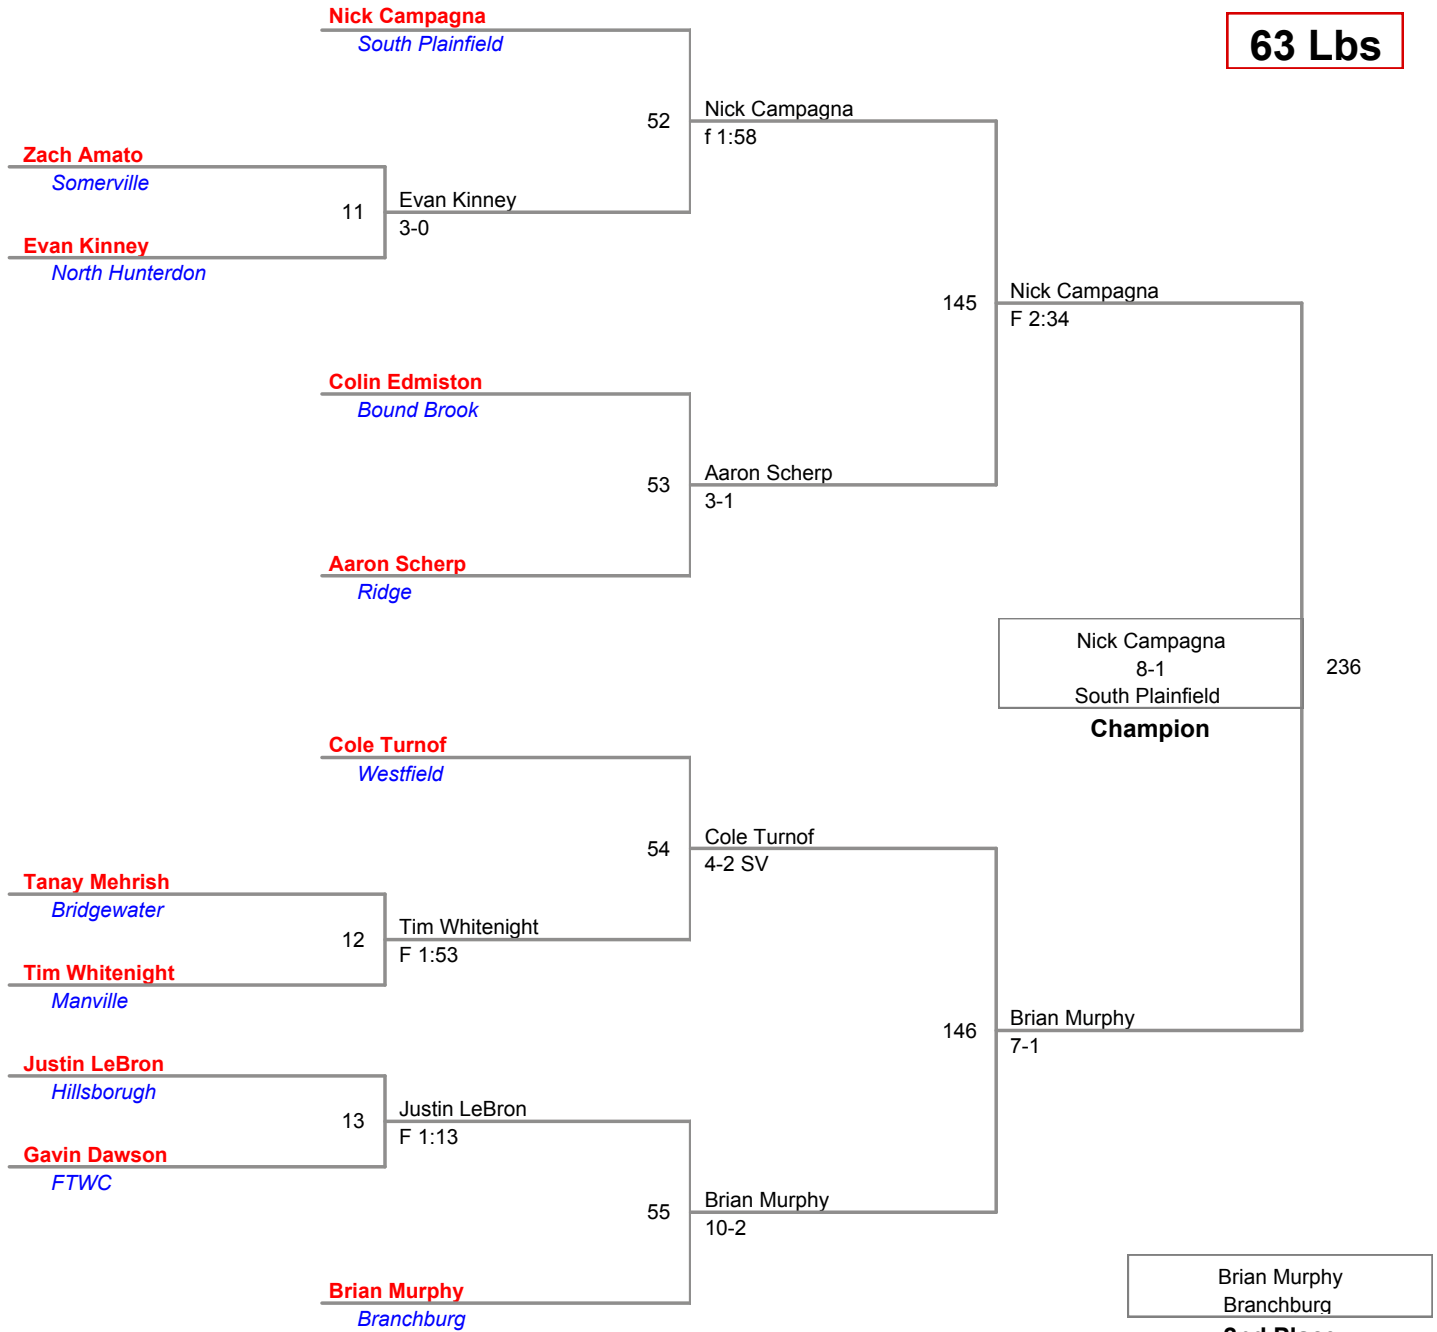 Nick Campagna
South Plainfield
63 Lbs
52
Nick Campagna
f 1:58
Zach Amato
Somerville
11
Evan Kinney
3-0
Evan Kinney
North Hunterdon
145
Nick Campagna
F 2:34
Colin Edmiston
Bound Brook
53
Aaron Scherp
3-1
Aaron Scherp
Ridge
Nick Campagna
8-1
South Plainfield
236
Champion
Cole Turnof
Westfield
54
Cole Turnof
4-2 SV
Tanay Mehrish
Bridgewater
12
Tim Whitenight
F 1:53
Tim Whitenight
Manville
146
Brian Murphy
7-1
Justin LeBron
Hillsborugh
13
Justin LeBron
F 1:13
Gavin Dawson
FTWC
55
Brian Murphy
10-2
Brian Murphy
Branchburg
Brian Murphy
Branchburg
2nd Place